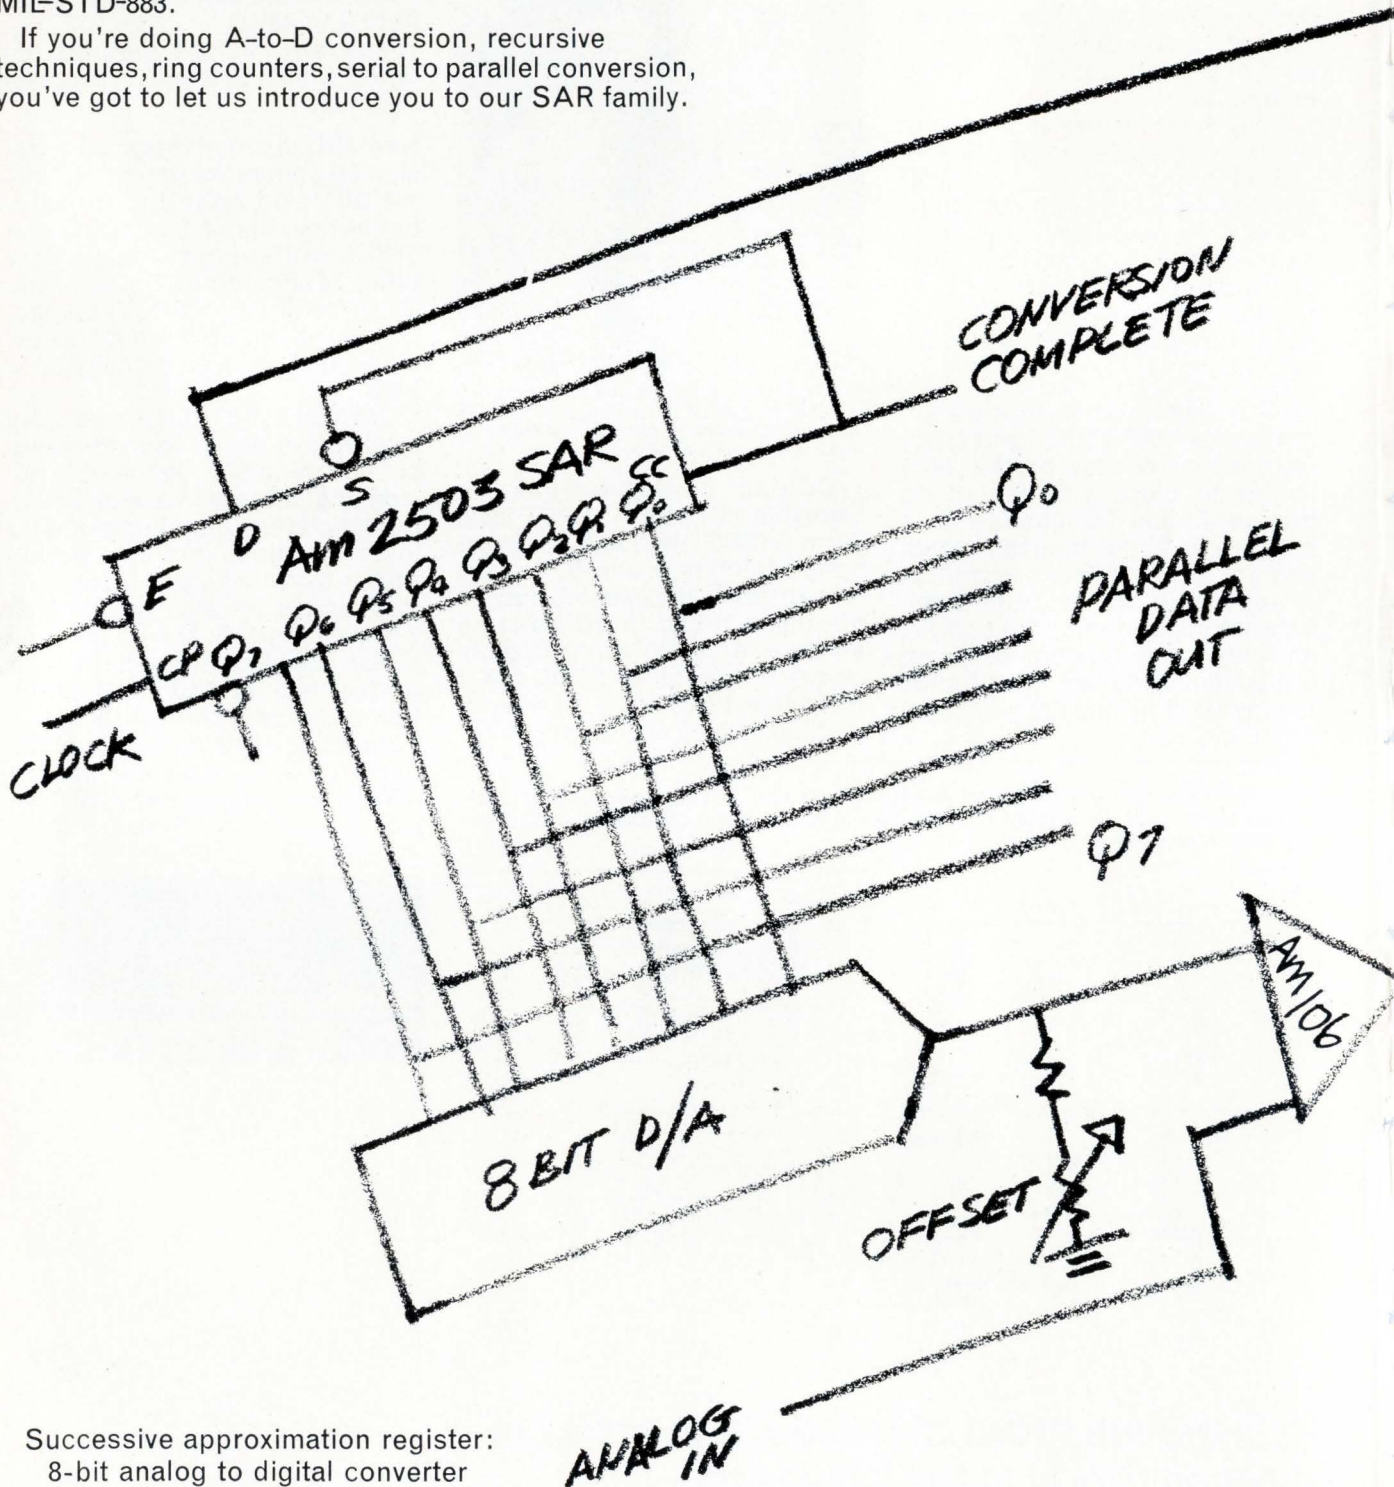 MIL-STD-883.
If you're doing A-to-D conversion, recursive
techniques, ring counters, serial to parallel conversion,
you've got to let us introduce you to our SAR family.
CONVERSION
COMPLETE
S
D
Am 2503 SAR
CC
E
CP Q7 Q6 Q5 Q4 Q3 Q2 Q1 Q0
CLOCK
Q0
PARALLEL
DATA
OUT
Q7
Am106
8 BIT D/A
OFFSET
ANALOG
IN
Successive approximation register:
8-bit analog to digital converter